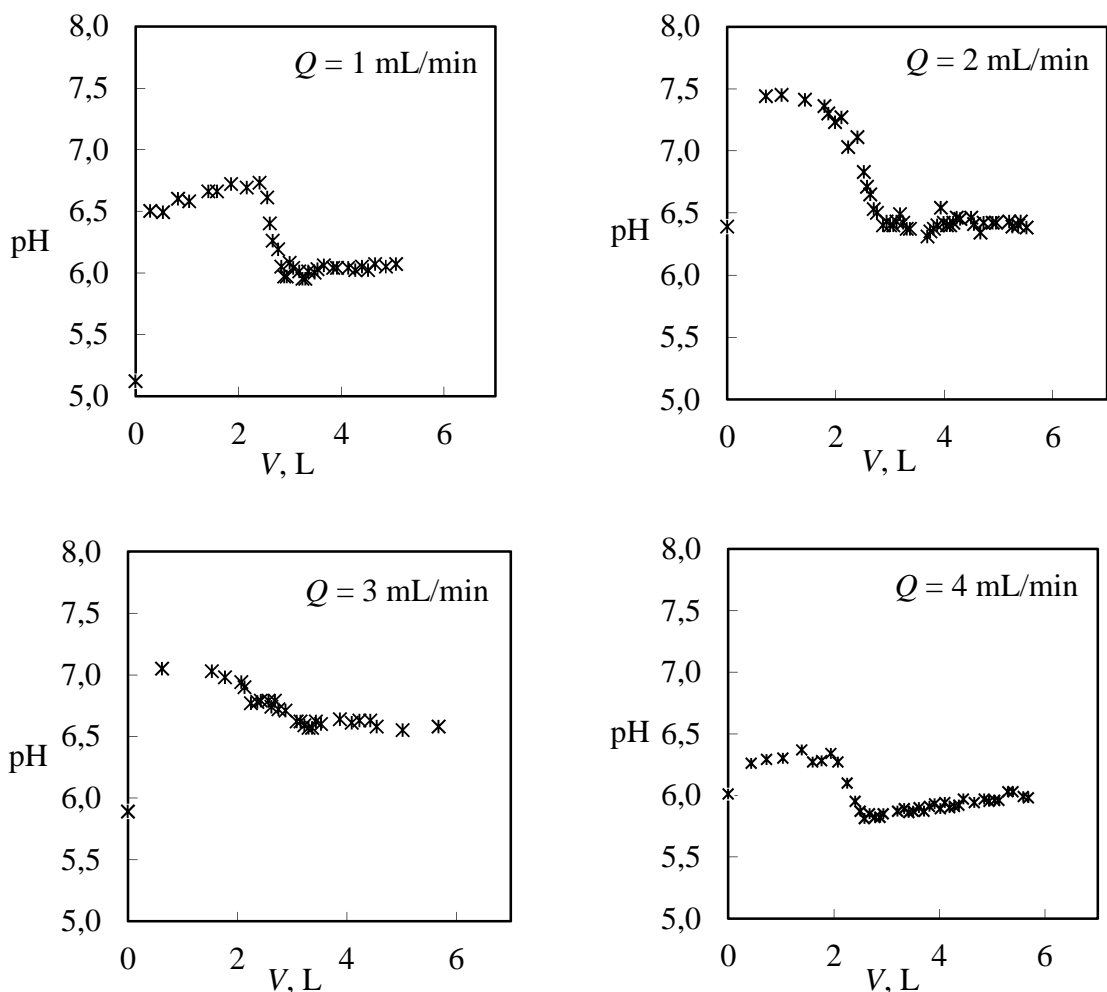 Q = 1 mL/min
8,0
7,5
7,0
6,5
6,0
5,5
5,0
pH
0 2 4 6
V, L
Q = 2 mL/min
8,0
7,5
7,0
6,5
6,0
5,5
5,0
pH
0 2 4 6
V, L
Q = 3 mL/min
8,0
7,5
7,0
6,5
6,0
5,5
5,0
pH
0 2 4 6
V, L
Q = 4 mL/min
8,0
7,5
7,0
6,5
6,0
5,5
5,0
pH
0 2 4 6
V, L